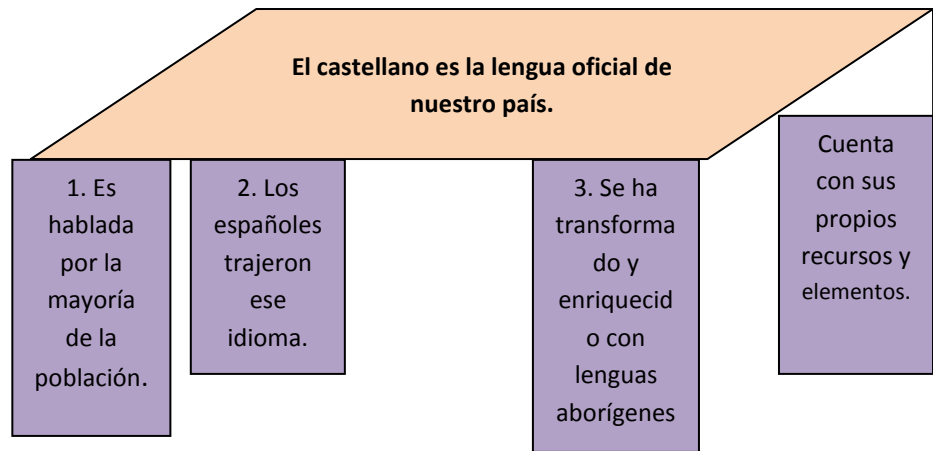 El castellano es la lengua oficial de
nuestro país.
1. Es
hablada
por la
mayoría
de la
población.
2. Los
españoles
trajeron
ese
idioma.
3. Se ha
transforma
do y
enriquecid
o con
lenguas
aborígenes
Cuenta
con sus
propios
recursos y
elementos.